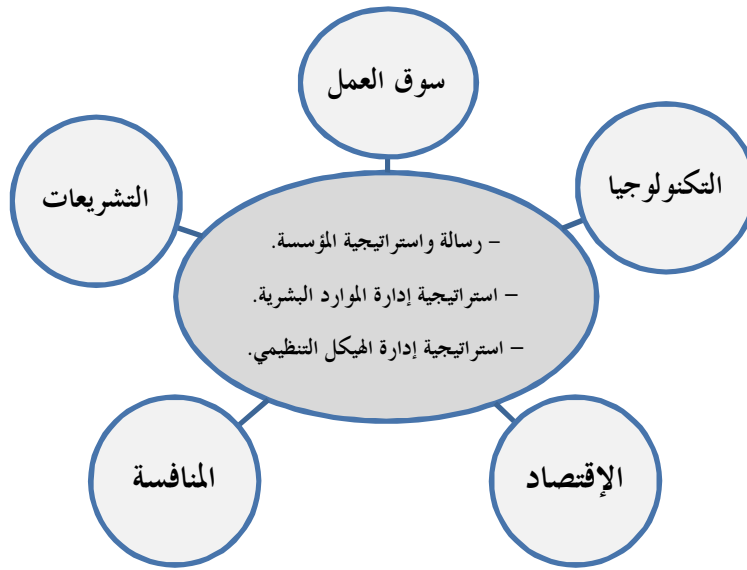 سوق العمل
التكنولوجيا
التشريعات
– رسالة واستراتيجية المؤسسة.
– استراتيجية إدارة الموارد البشرية.
– استراتيجية إدارة الهيكل التنظيمي.
الإقتصاد
المنافسة